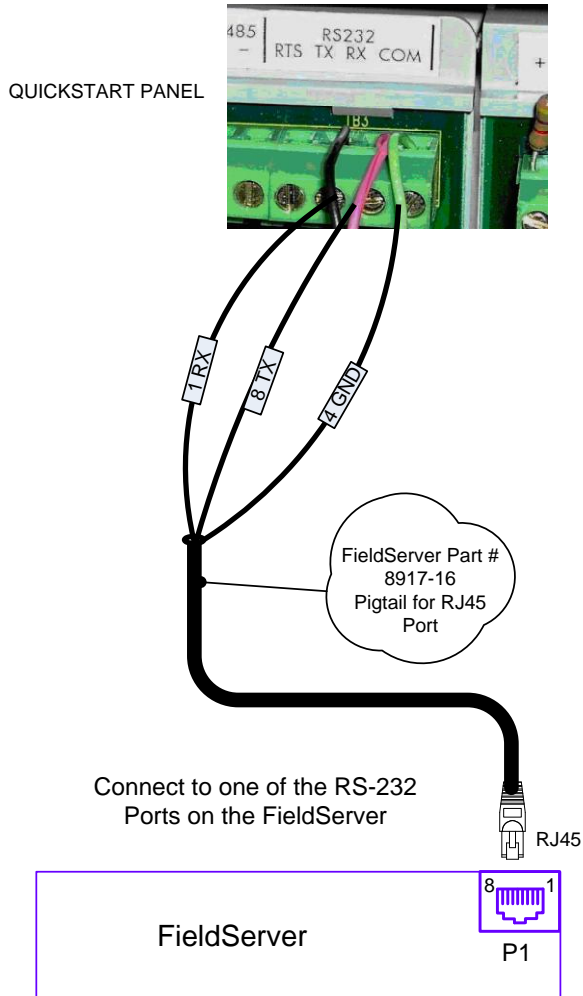 485
–
RS232
RTS TX RX COM
+
QUICKSTART PANEL
TB3
1 RX
8 TX
4 GND
FieldServer Part #
8917-16
Pigtail for RJ45
Port
Connect to one of the RS-232
Ports on the FieldServer
RJ45
8 1
FieldServer
P1